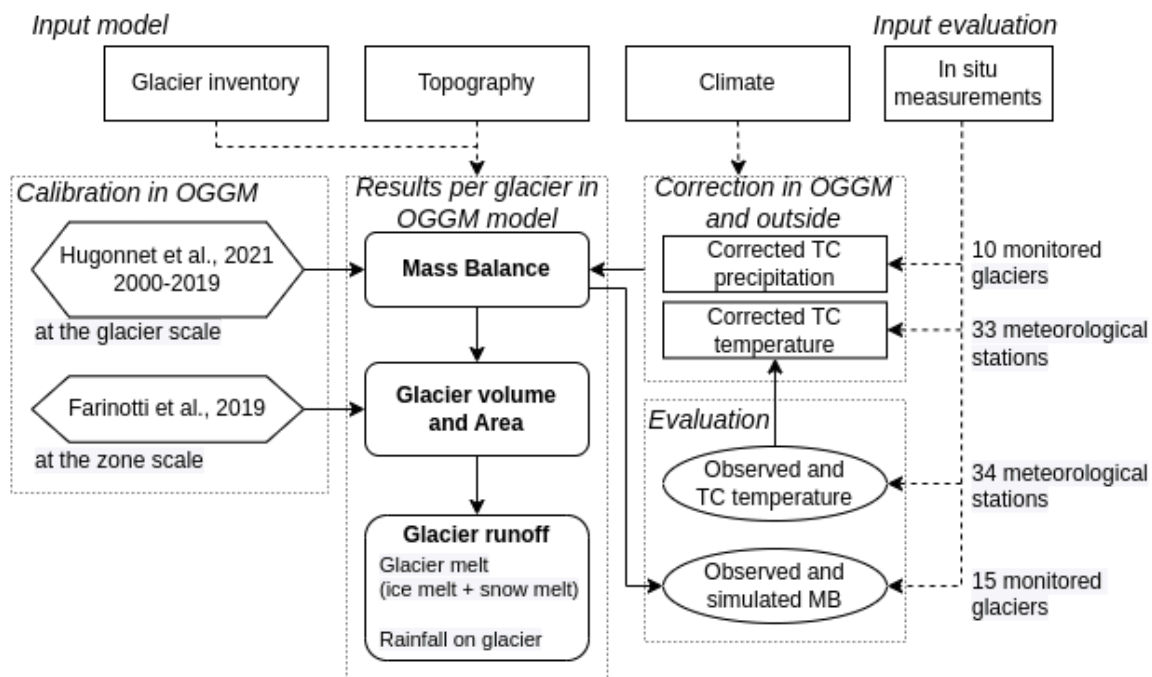 Input model
Input evaluation
Glacier inventory
Topography
Climate
In situ
measurements
Calibration in OGGM
Hugonnet et al., 2021
2000-2019
at the glacier scale
Farinotti et al., 2019
at the zone scale
Results per glacier in
OGGM model
Mass Balance
Glacier volume
and Area
Glacier runoff
Glacier melt
(ice melt + snow melt)
Rainfall on glacier
Correction in OGGM
and outside
Corrected TC
precipitation
Corrected TC
temperature
Evaluation
Observed and
TC temperature
Observed and
simulated MB
10 monitored
glaciers
33 meteorological
stations
34 meteorological
stations
15 monitored
glaciers